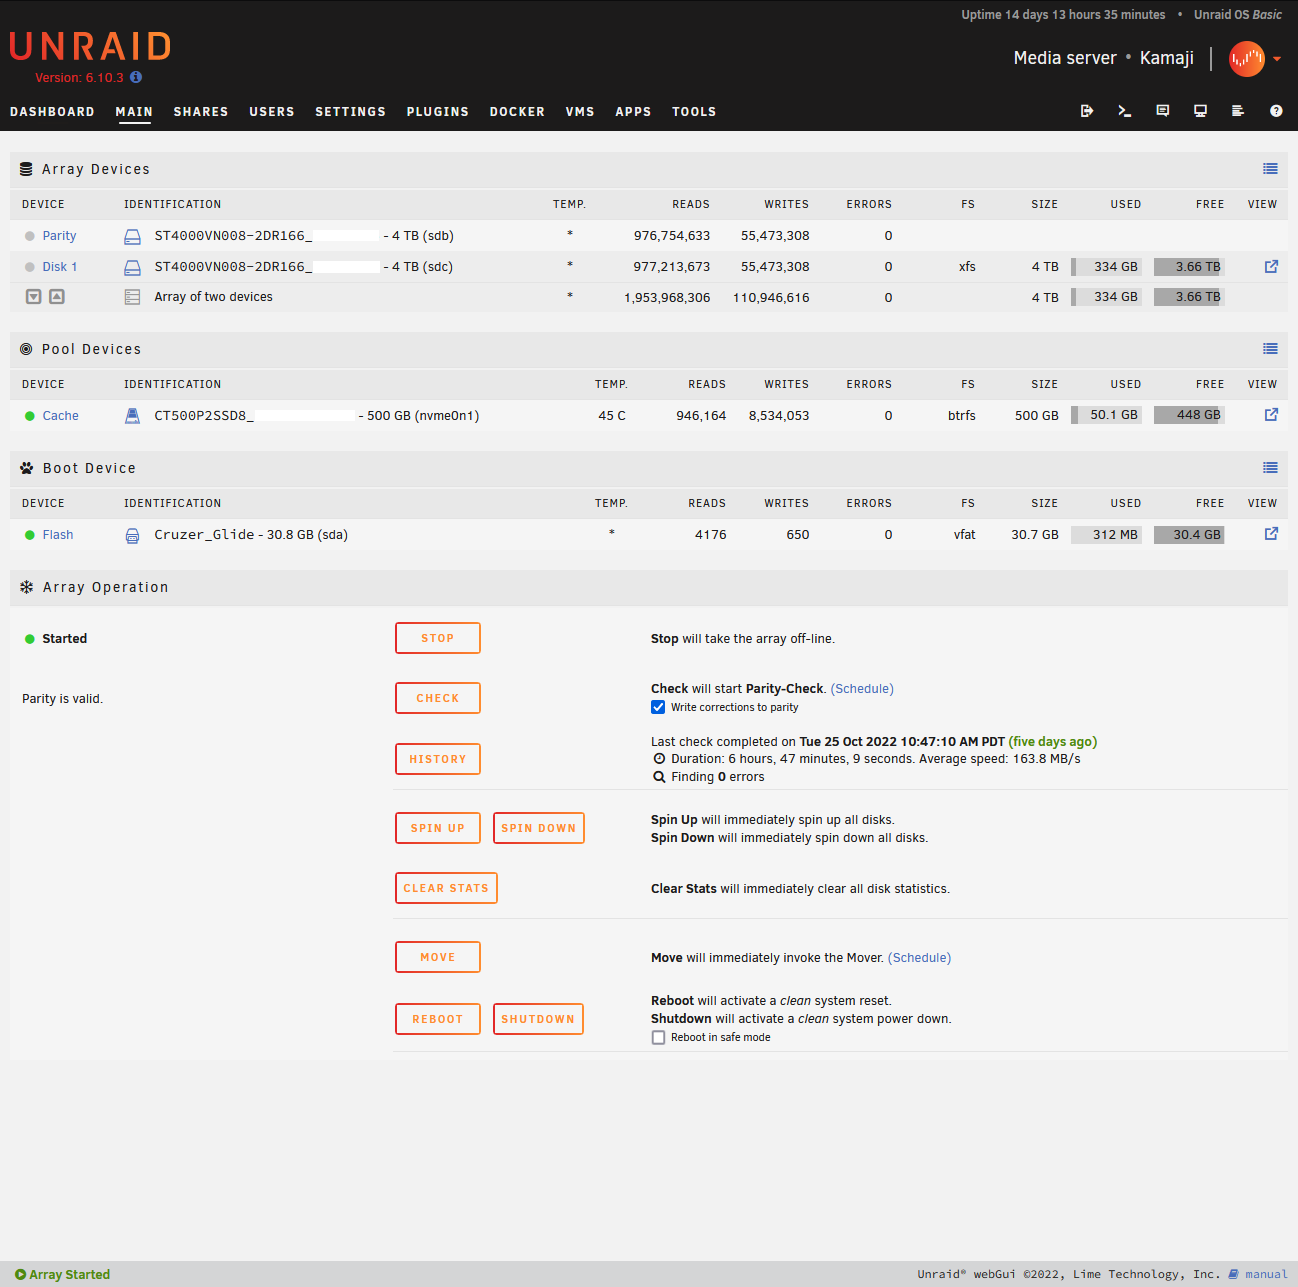 Uptime 14 days 13 hours 35 minutes • Unraid OS Basic
UNRAID
Version: 6.10.3
Media server • Kamaji
DASHBOARD MAIN SHARES USERS SETTINGS PLUGINS DOCKER VMS APPS TOOLS
Array Devices
DEVICE IDENTIFICATION TEMP. READS WRITES ERRORS FS SIZE USED FREE VIEW
Parity ST4000VN008-2DR166_ - 4 TB (sdb) * 976,754,633 55,473,308 0
Disk 1 ST4000VN008-2DR166_ - 4 TB (sdc) * 977,213,673 55,473,308 0 xfs 4 TB 334 GB 3.66 TB
Array of two devices * 1,953,968,306 110,946,616 0 4 TB 334 GB 3.66 TB
Pool Devices
DEVICE IDENTIFICATION TEMP. READS WRITES ERRORS FS SIZE USED FREE VIEW
Cache CT500P2SSD8_ - 500 GB (nvme0n1) 45 C 946,164 8,534,053 0 btrfs 500 GB 50.1 GB 448 GB
Boot Device
DEVICE IDENTIFICATION TEMP. READS WRITES ERRORS FS SIZE USED FREE VIEW
Flash Cruzer_Glide - 30.8 GB (sda) * 4176 650 0 vfat 30.7 GB 312 MB 30.4 GB
Array Operation
Started STOP Stop will take the array off-line.
Parity is valid. CHECK Check will start Parity-Check. (Schedule)
Write corrections to parity
HISTORY Last check completed on Tue 25 Oct 2022 10:47:10 AM PDT (five days ago)
Duration: 6 hours, 47 minutes, 9 seconds. Average speed: 163.8 MB/s
Finding 0 errors
SPIN UP SPIN DOWN Spin Up will immediately spin up all disks.
Spin Down will immediately spin down all disks.
CLEAR STATS Clear Stats will immediately clear all disk statistics.
MOVE Move will immediately invoke the Mover. (Schedule)
REBOOT SHUTDOWN Reboot will activate a clean system reset.
Shutdown will activate a clean system power down.
Reboot in safe mode
Array Started Unraid® webGui ©2022, Lime Technology, Inc. manual